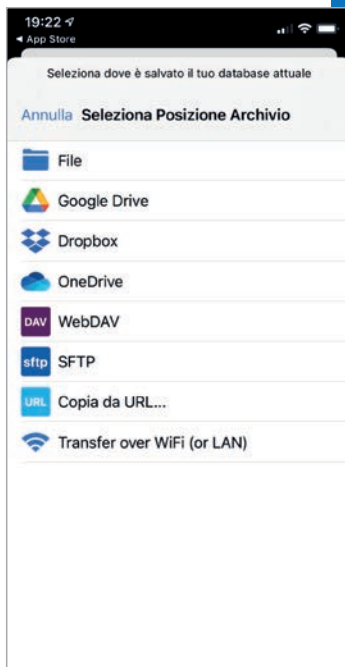 19:22
◀ App Store
Seleziona dove è salvato il tuo database attuale
Annulla Seleziona Posizione Archivio
File
Google Drive
Dropbox
OneDrive
DAV WebDAV
sftp SFTP
URL Copia da URL...
Transfer over WiFi (or LAN)